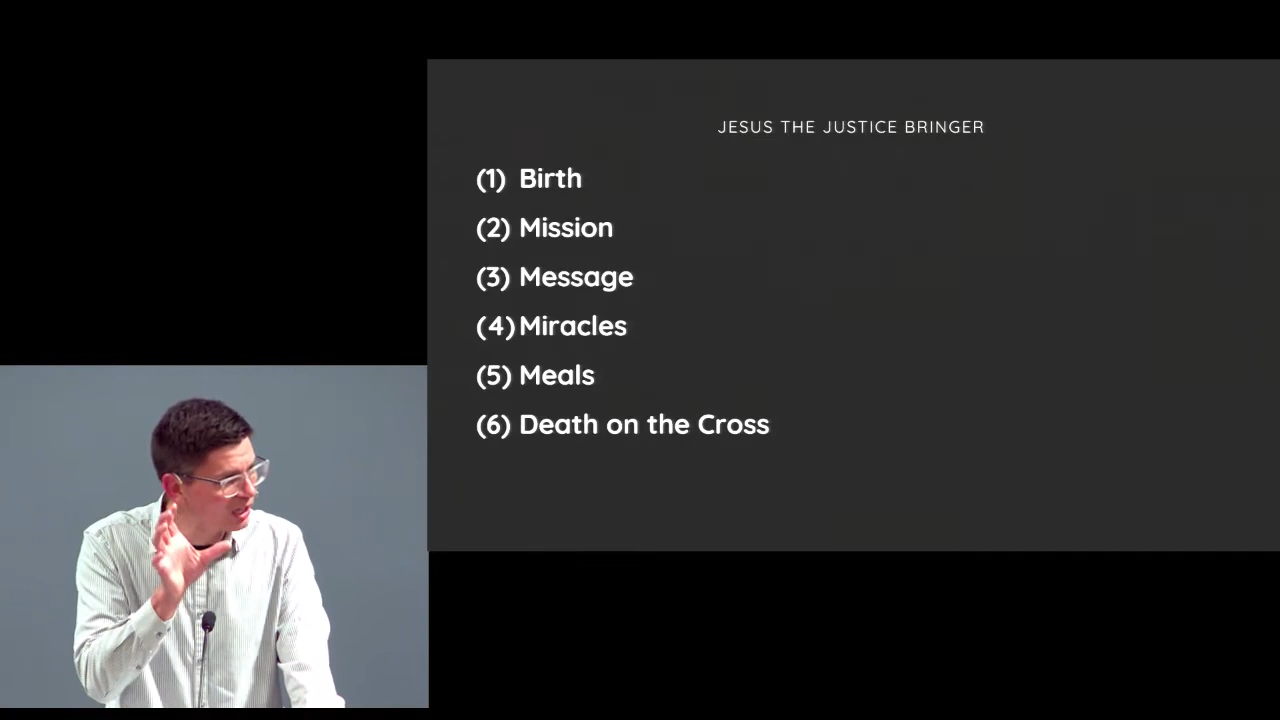 JESUS THE JUSTICE BRINGER
(1) Birth
(2) Mission
(3) Message
(4) Miracles
(5) Meals
(6) Death on the Cross